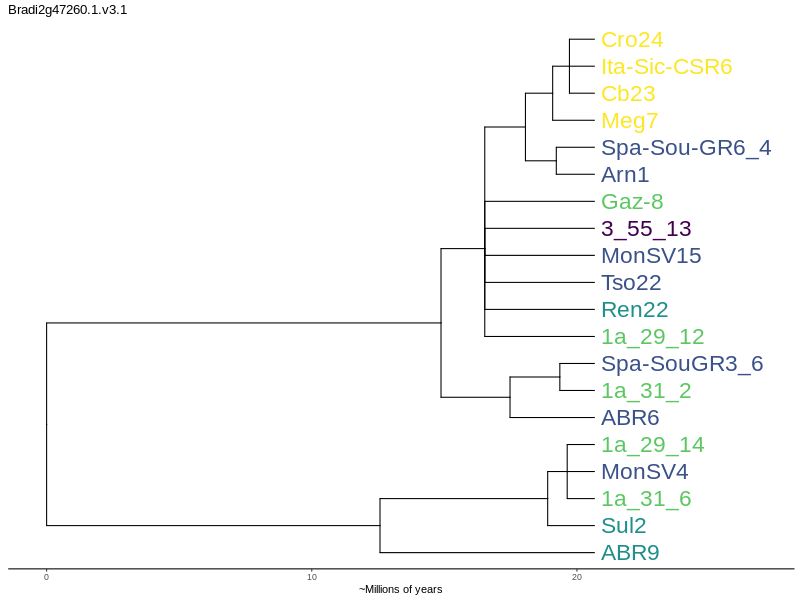 Bradi2g47260.1.v3.1
Cro24
Ita-Sic-CSR6
Cb23
Meg7
Spa-Sou-GR6_4
Arn1
Gaz-8
3_55_13
MonSV15
Tso22
Ren22
1a_29_12
Spa-SouGR3_6
1a_31_2
ABR6
1a_29_14
MonSV4
1a_31_6
Sul2
ABR9
0 10 20
~Millions of years